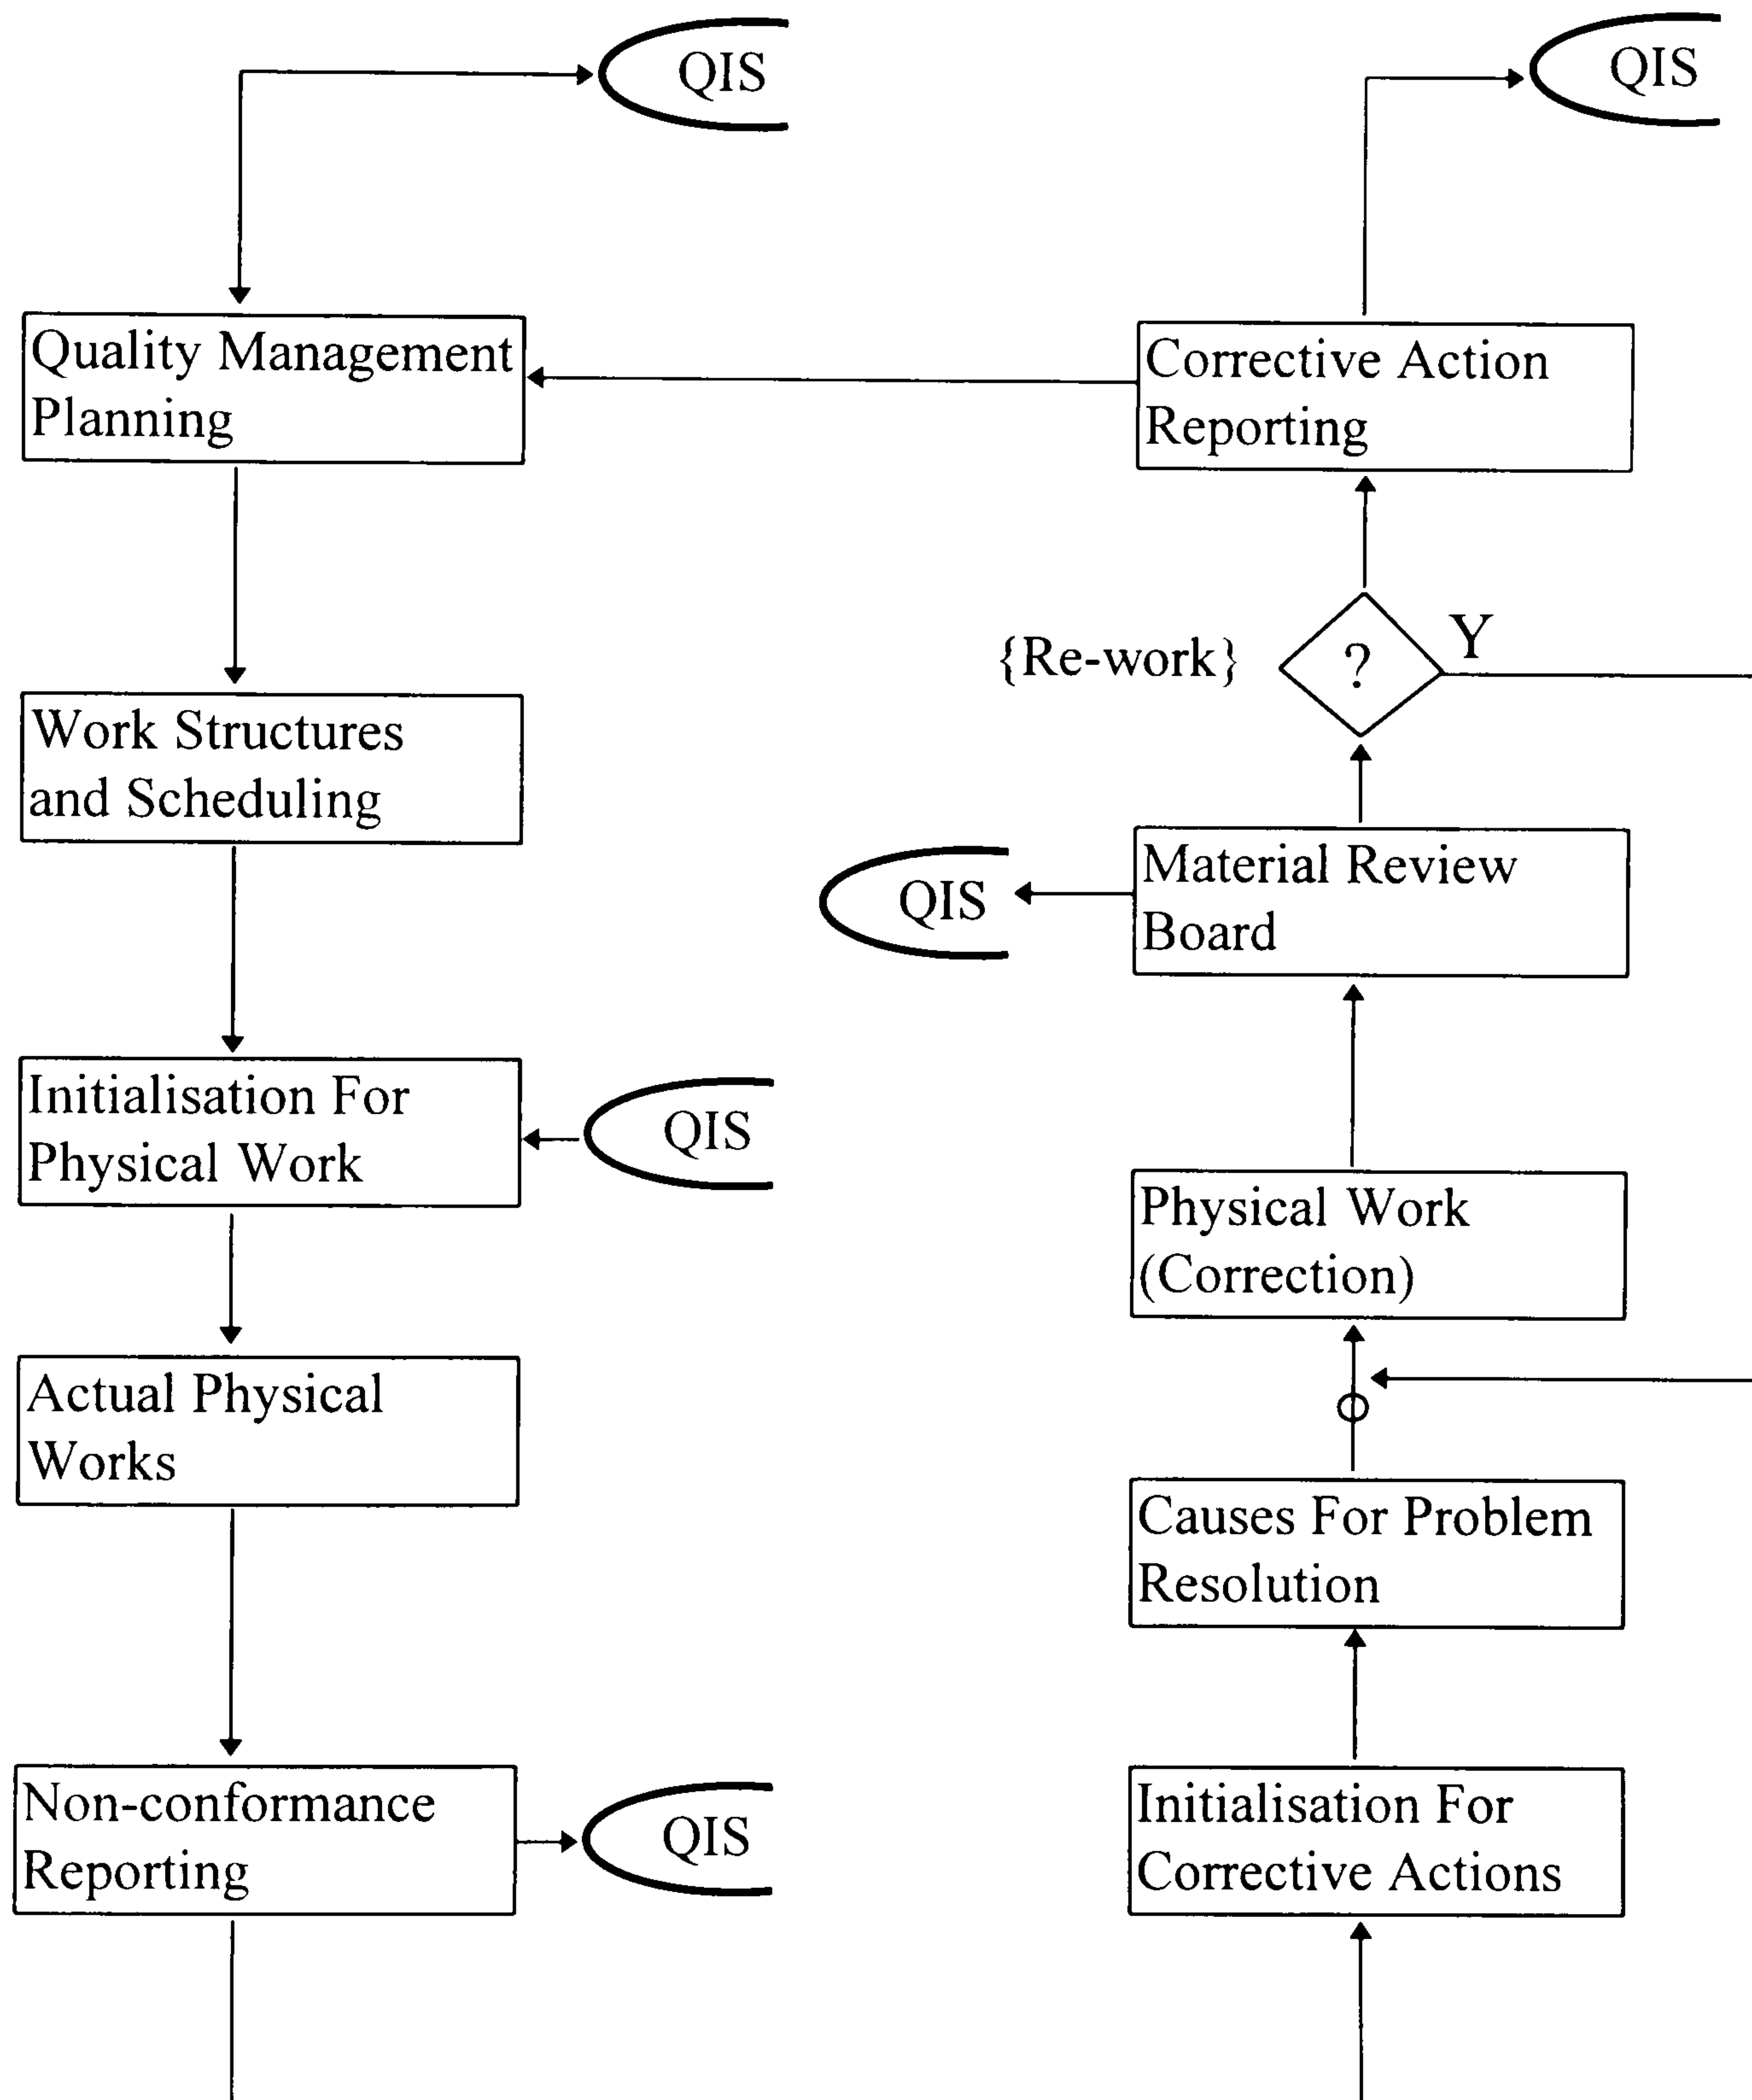 QIS
QIS
Quality Management
Planning
Corrective Action
Reporting
{Re-work}
?
Y
Work Structures
and Scheduling
Material Review
Board
QIS
Initialisation For
Physical Work
QIS
Physical Work
(Correction)
Actual Physical
Works
Causes For Problem
Resolution
Non-conformance
Reporting
QIS
Initialisation For
Corrective Actions